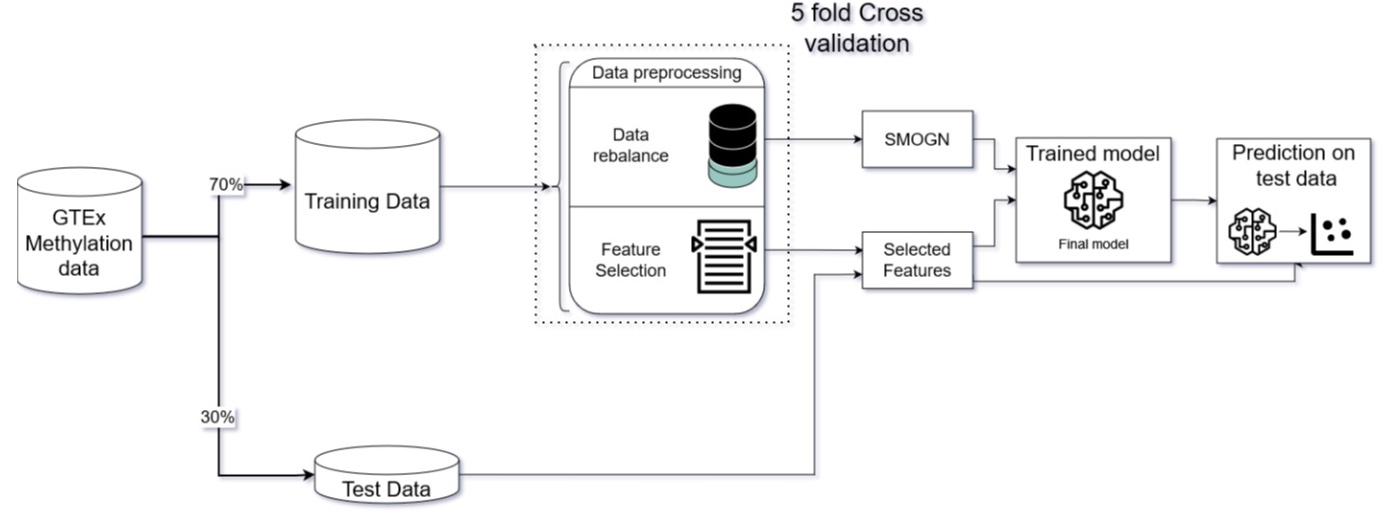 5 fold Cross
validation
Data preprocessing
Data
rebalance
Feature
Selection
GTEx
Methylation
data
70%
Training Data
30%
Test Data
SMOGN
Selected
Features
Trained model
Final model
Prediction on
test data